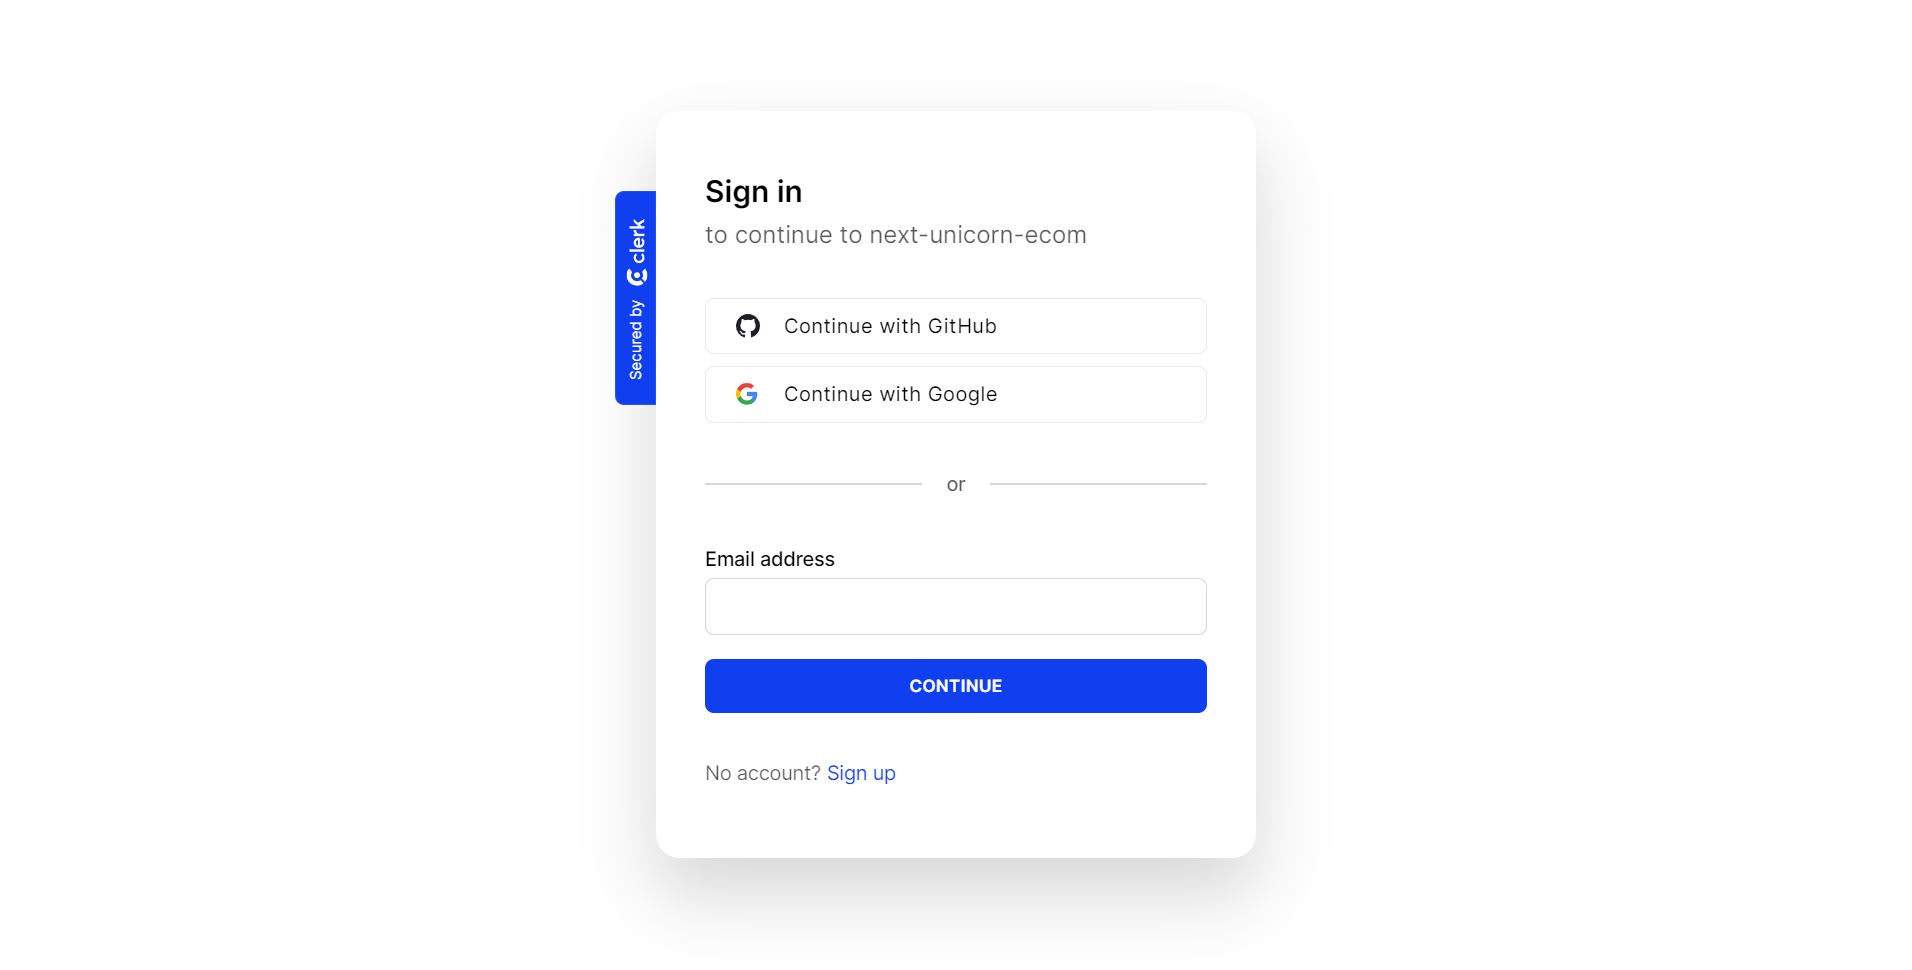 Sign in
to continue to next-unicorn-ecom
Secured by clerk
Continue with GitHub
Continue with Google
or
Email address
CONTINUE
No account? Sign up